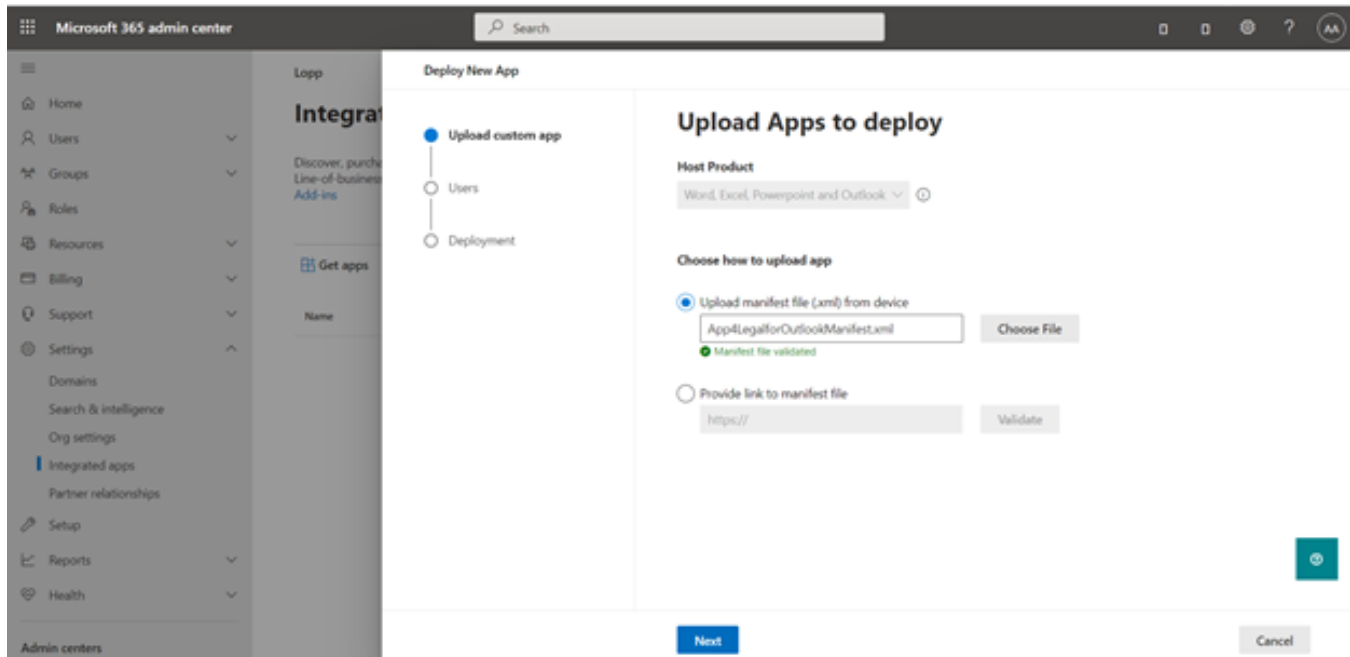 Microsoft 365 admin center
Search
?
AA
Home
Users
Groups
Roles
Resources
Billing
Support
Settings
Domains
Search & intelligence
Org settings
Integrated apps
Partner relationships
Setup
Reports
Health
Admin centers
Lopp
Integrat
Discover, purcha
Line-of-business
Add-ins
Get apps
Name
Deploy New App
Upload custom app
Users
Deployment
Upload Apps to deploy
Host Product
Word, Excel, Powerpoint and Outlook
Choose how to upload app
Upload manifest file (.xml) from device
App4LegalforOutlookManifest.xml
Choose File
Manifest file validated
Provide link to manifest file
https://
Validate
Next
Cancel